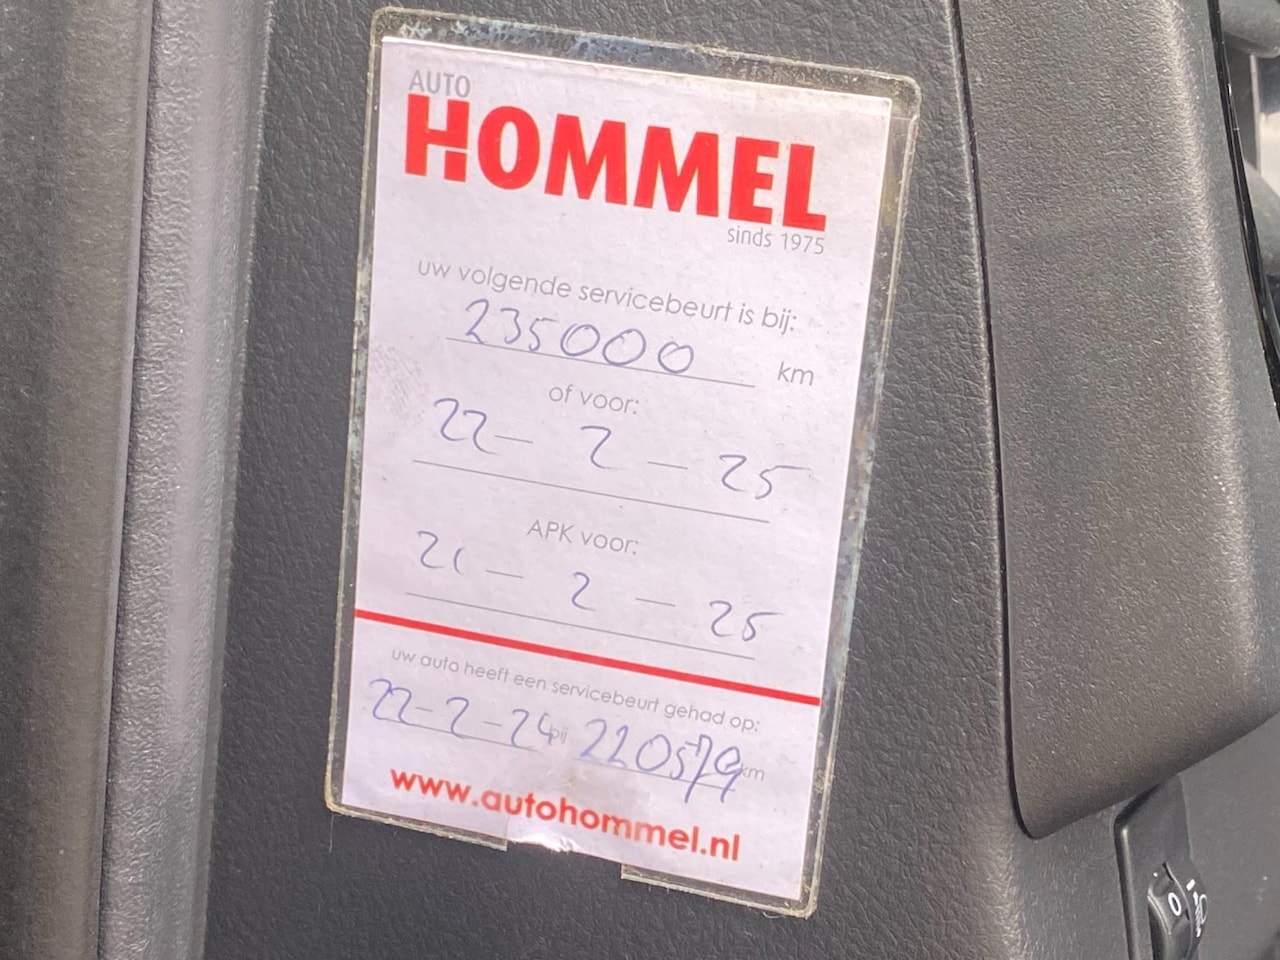 AUTO
HOMMEL
sinds 1975
uw volgende servicebeurt is bij:
235000 km
of voor:
22 - 2 - 25
APK voor:
21 - 2 - 25
uw auto heeft een servicebeurt gehad op:
22-2-24 bij 220579 km
www.autohommel.nl
0